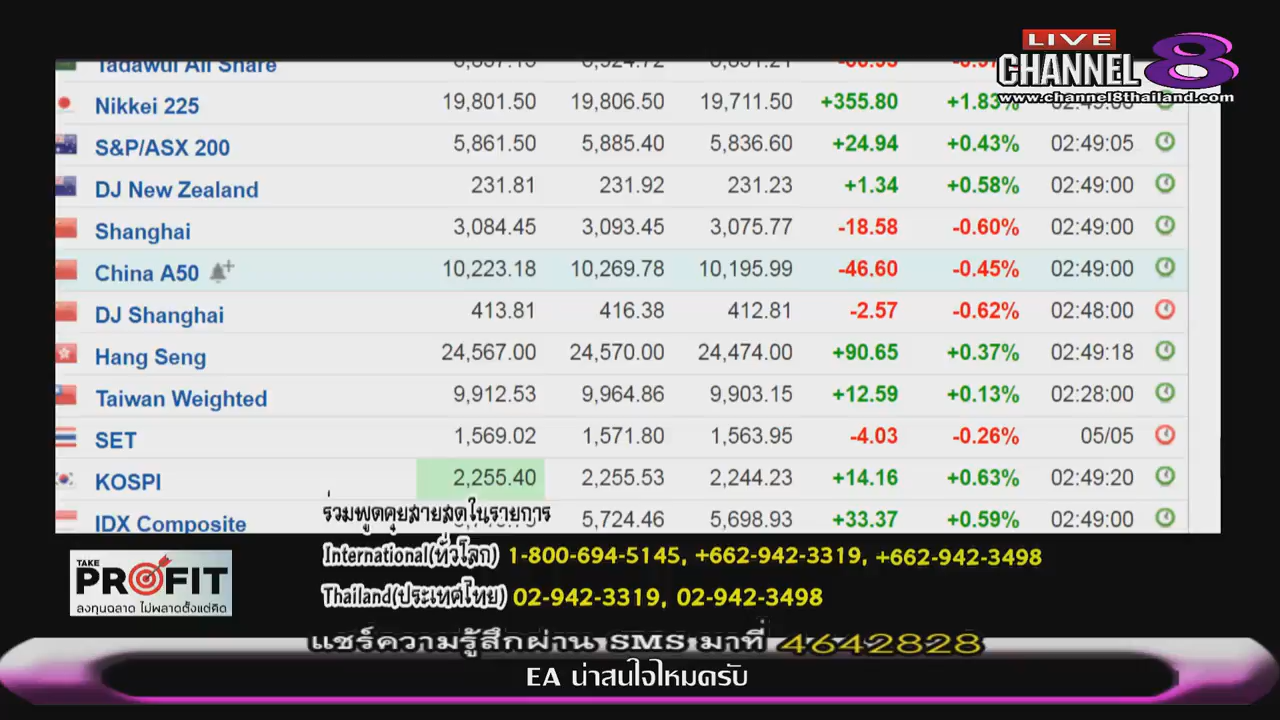 LIVE
CHANNEL 8
www.channel8thailand.com
Tadawul All Share
Nikkei 225 19,801.50 19,806.50 19,711.50 +355.80 +1.83%
S&P/ASX 200 5,861.50 5,885.40 5,836.60 +24.94 +0.43% 02:49:05
DJ New Zealand 231.81 231.92 231.23 +1.34 +0.58% 02:49:00
Shanghai 3,084.45 3,093.45 3,075.77 -18.58 -0.60% 02:49:00
China A50 10,223.18 10,269.78 10,195.99 -46.60 -0.45% 02:49:00
DJ Shanghai 413.81 416.38 412.81 -2.57 -0.62% 02:48:00
Hang Seng 24,567.00 24,570.00 24,474.00 +90.65 +0.37% 02:49:18
Taiwan Weighted 9,912.53 9,964.86 9,903.15 +12.59 +0.13% 02:28:00
SET 1,569.02 1,571.80 1,563.95 -4.03 -0.26% 05/05
KOSPI 2,255.40 2,255.53 2,244.23 +14.16 +0.63% 02:49:20
IDX Composite 5,724.46 5,698.93 +33.37 +0.59% 02:49:00
ร่วมพูดคุยสายสดในรายการ
International(ทั่วโลก) 1-800-694-5145, +662-942-3319, +662-942-3498
Thailand(ประเทศไทย) 02-942-3319, 02-942-3498
TAKE
PROFIT
ลงทุนฉลาด ไม่พลาดตั้งแต่คิด
แชร์ความรู้สึกผ่าน SMS มาที่ 4642828
EA น่าสนใจไหมครับ